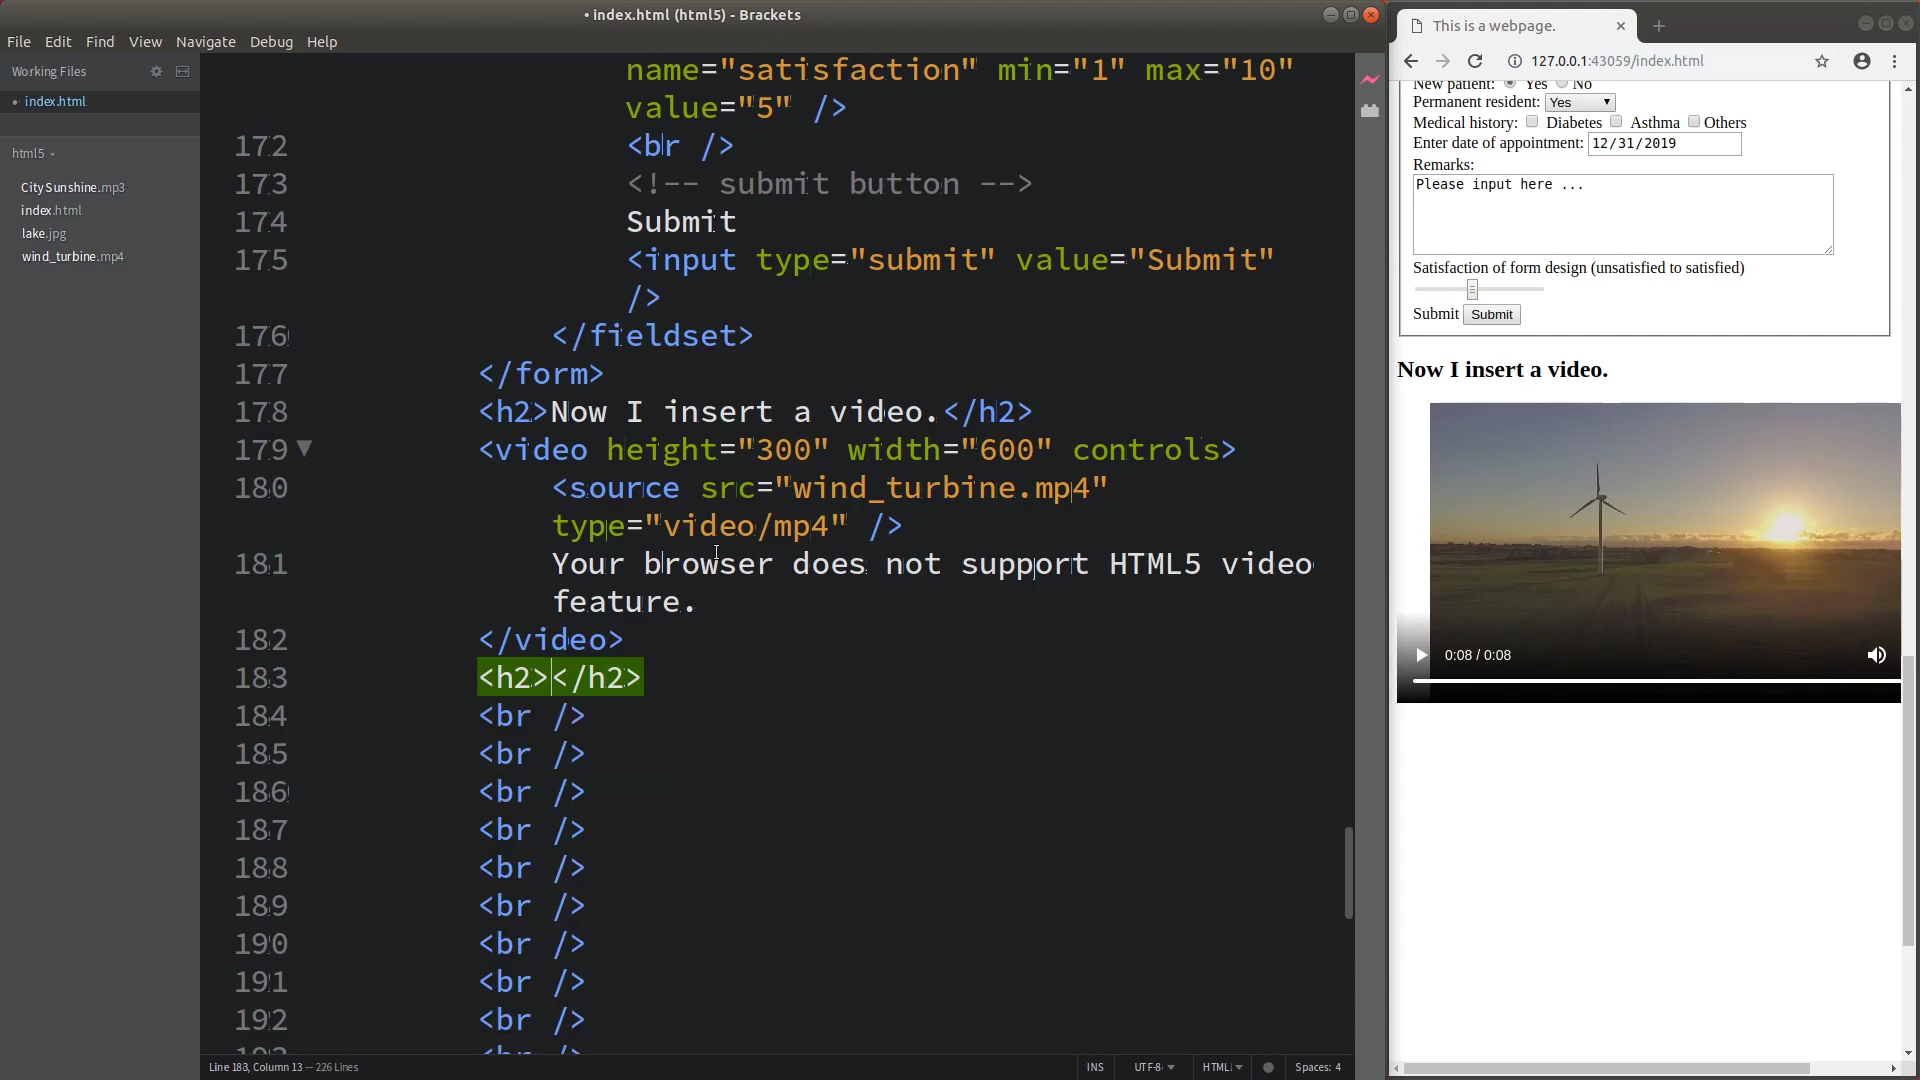 • index.html (html5) - Brackets
File Edit Find View Navigate Debug Help
Working Files
• index.html
html5
CitySunshine.mp3
index.html
lake.jpg
wind_turbine.mp4
name="satisfaction" min="1" max="10"
value="5" />
172 <br />
173 <!-- submit button -->
174 Submit
175 <input type="submit" value="Submit"
/>
176 </fieldset>
177 </form>
178 <h2>Now I insert a video.</h2>
179 <video height="300" width="600" controls>
180 <source src="wind_turbine.mp4"
type="video/mp4" />
181 Your browser does not support HTML5 video
feature.
182 </video>
183 <h2></h2>
184 <br />
185 <br />
186 <br />
187 <br />
188 <br />
189 <br />
190 <br />
191 <br />
192 <br />
193 <br />
Line 183, Column 13 — 226 Lines
INS UTF-8 HTML Spaces: 4
This is a webpage.
127.0.0.1:43059/index.html
New patient: Yes No
Permanent resident: Yes
Medical history: Diabetes Asthma Others
Enter date of appointment: 12/31/2019
Remarks:
Please input here ...
Satisfaction of form design (unsatisfied to satisfied)
Submit Submit
Now I insert a video.
0:08 / 0:08